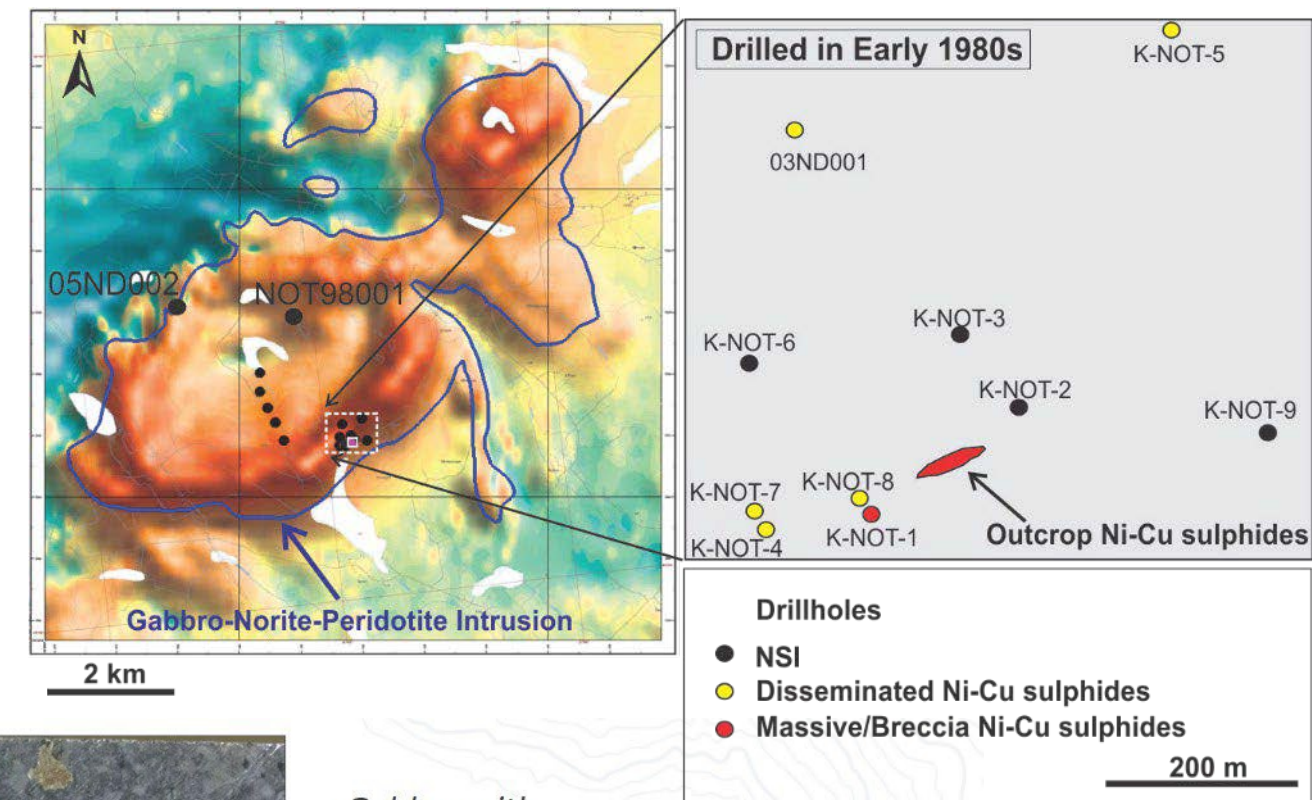 N
05ND002
NOT98001
Gabbro-Norite-Peridotite Intrusion
2 km
Drilled in Early 1980s
K-NOT-5
03ND001
K-NOT-3
K-NOT-6
K-NOT-2
K-NOT-9
K-NOT-8
K-NOT-7
K-NOT-1
K-NOT-4
Outcrop Ni-Cu sulphides
Drillholes
NSI
Disseminated Ni-Cu sulphides
Massive/Breccia Ni-Cu sulphides
200 m